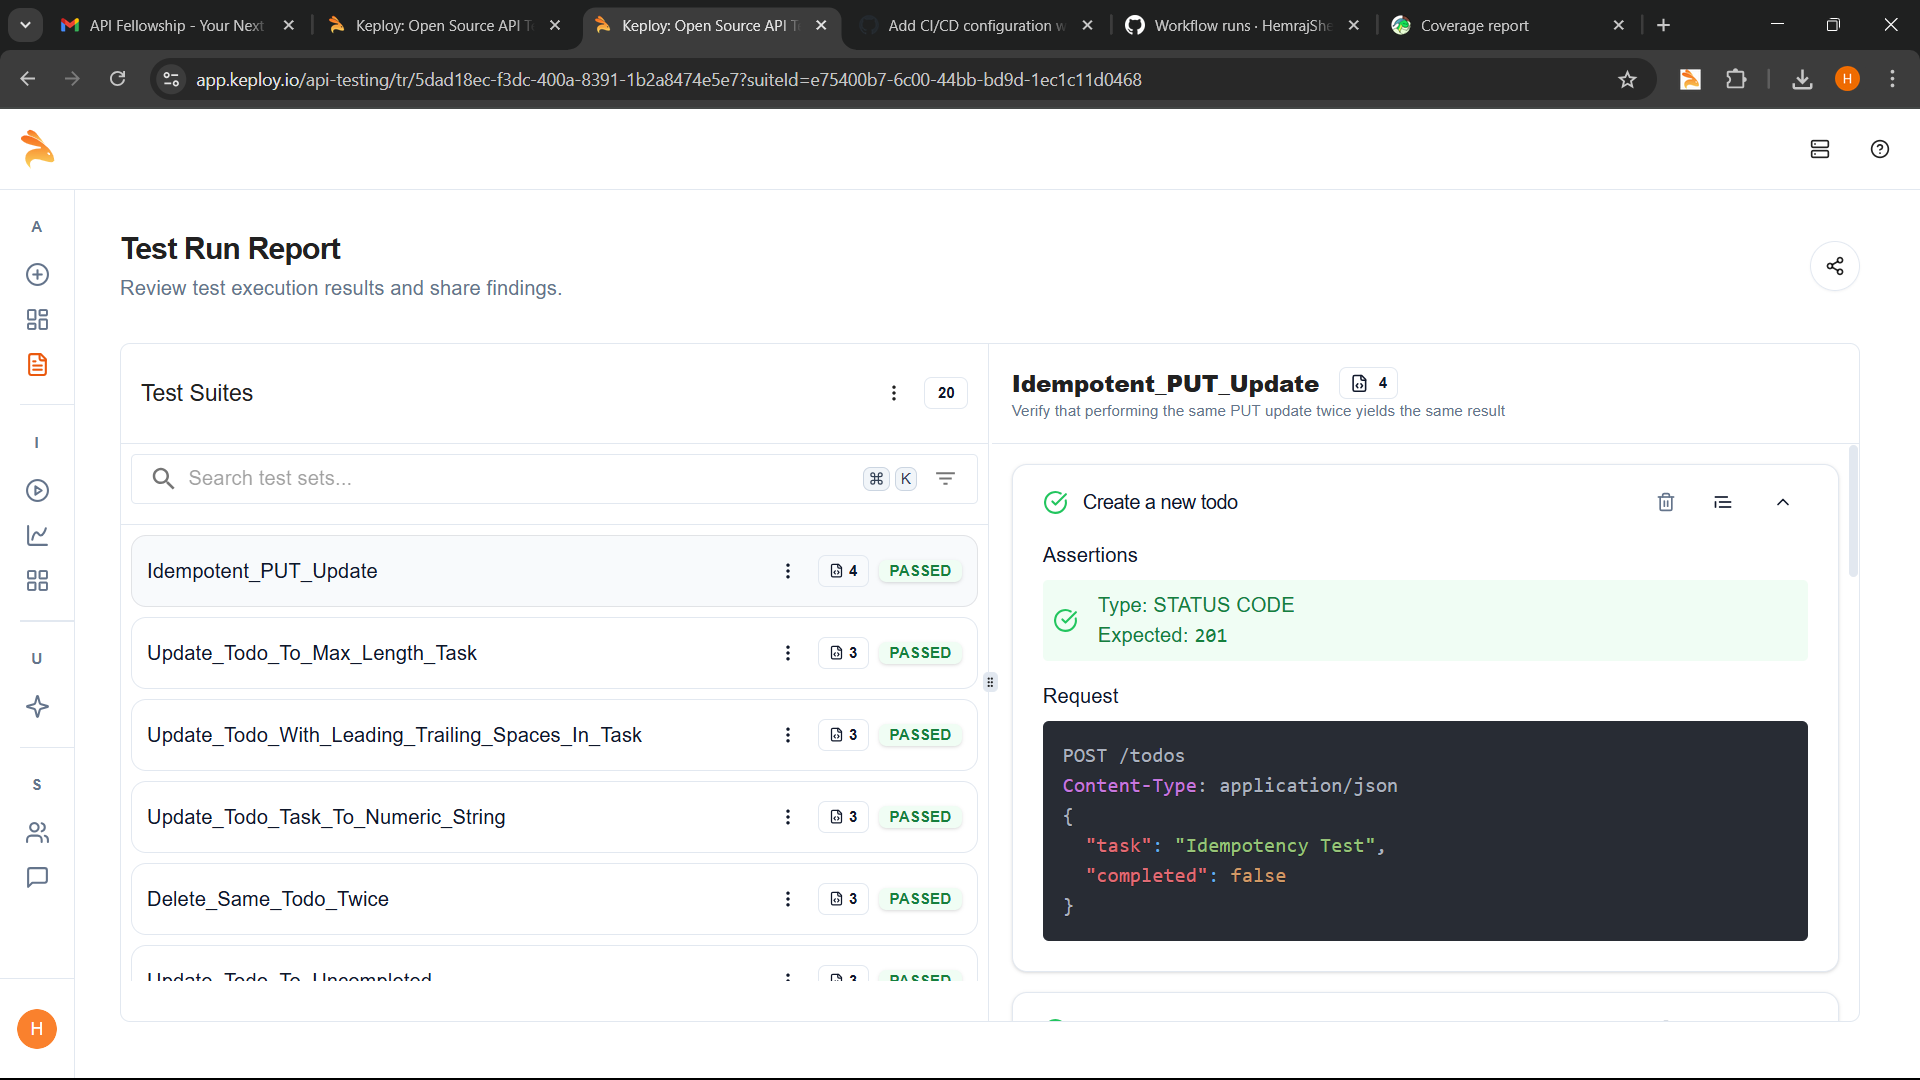 API Fellowship - Your Next
Keploy: Open Source API Te
Keploy: Open Source API Te
Add CI/CD configuration w
Workflow runs · HemrajShe
Coverage report
app.keploy.io/api-testing/tr/5dad18ec-f3dc-400a-8391-1b2a8474e5e7?suiteId=e75400b7-6c00-44bb-bd9d-1ec1c11d0468
H
A
I
U
S
H
Test Run Report
Review test execution results and share findings.
Test Suites
20
Search test sets...
⌘ K
Idempotent_PUT_Update 4 PASSED
Update_Todo_To_Max_Length_Task 3 PASSED
Update_Todo_With_Leading_Trailing_Spaces_In_Task 3 PASSED
Update_Todo_Task_To_Numeric_String 3 PASSED
Delete_Same_Todo_Twice 3 PASSED
Update_Todo_To_Uncompleted 3 PASSED
Idempotent_PUT_Update 4
Verify that performing the same PUT update twice yields the same result
Create a new todo
Assertions
Type: STATUS CODE
Expected: 201
Request
POST /todos
Content-Type: application/json
{
"task": "Idempotency Test",
"completed": false
}